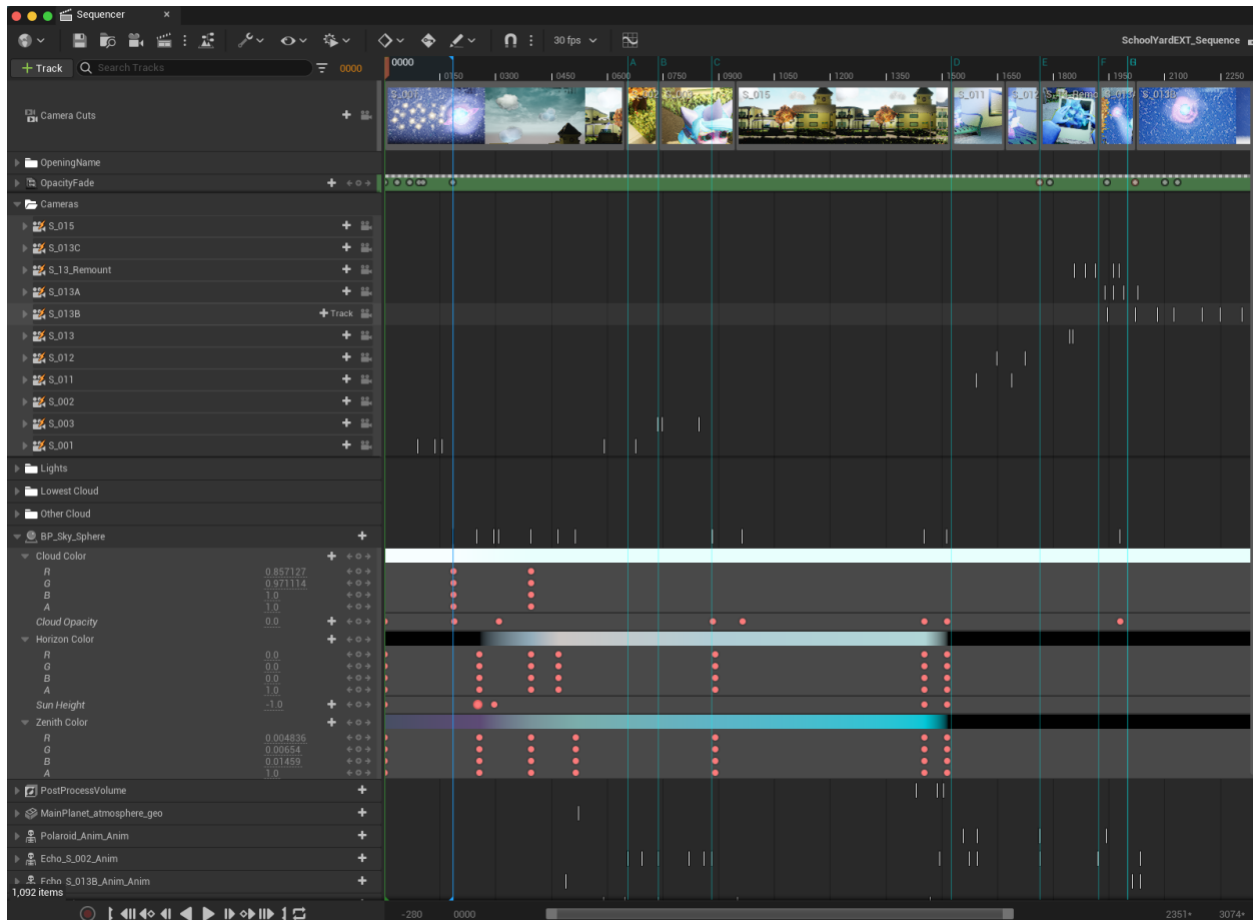 Sequencer ×
30 fps
SchoolYardEXT_Sequence
+ Track Search Tracks 0000
0000 A B C D E F
0150 0300 0450 0600 0750 0900 1050 1200 1350 1500 1650 1800 1950 2100 2250
Camera Cuts
S_015 S_011 S_012 S_013B
OpeningName
OpacityFade
Cameras
S_015
S_013C
S_13_Remount
S_013A
S_013B + Track
S_013
S_012
S_011
S_002
S_003
S_001
Lights
Lowest Cloud
Other Cloud
BP_Sky_Sphere
Cloud Color
R 0.857127
G 0.971114
B 1.0
A 1.0
Cloud Opacity 0.0
Horizon Color
R 0.0
G 0.0
B 0.0
A 1.0
Sun Height -1.0
Zenith Color
R 0.004836
G 0.00654
B 0.01459
A 1.0
PostProcessVolume
MainPlanet_atmosphere_geo
Polaroid_Anim_Anim
Echo_S_002_Anim
Echo_S_013B_Anim_Anim
1,092 items
-280 0000 2351+ 3074+